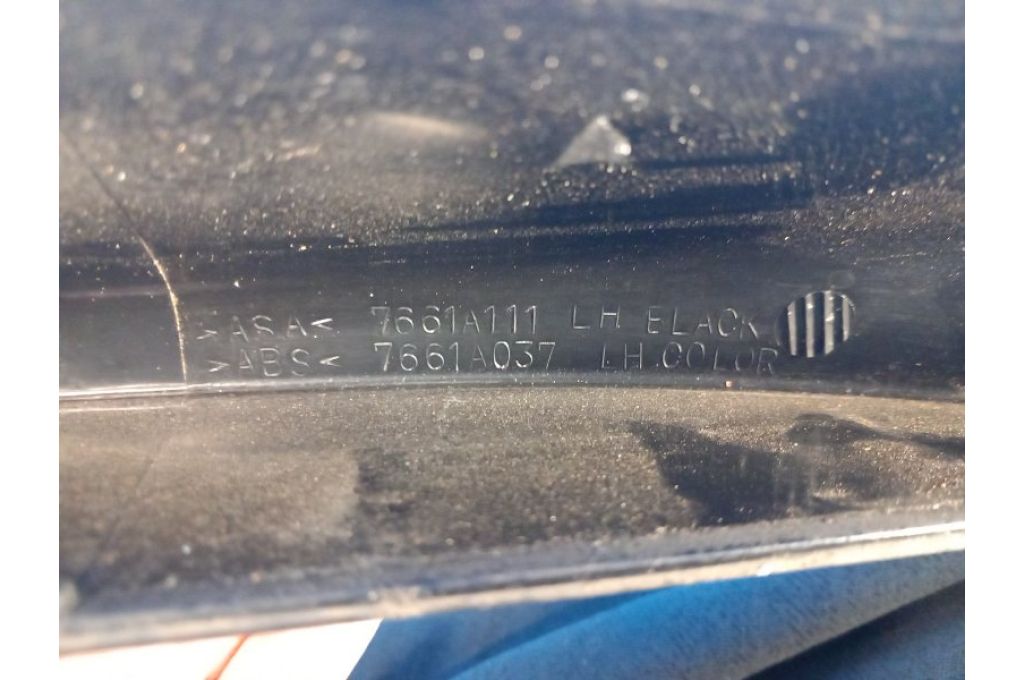 >ASA< 7661A111 LH BLACK
>ABS< 7661A037 LH.COLOR